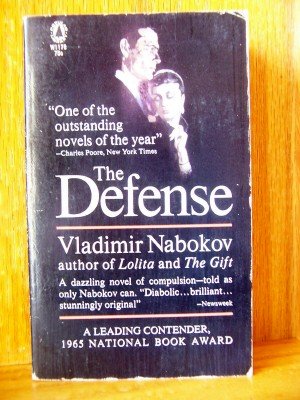 W1179
75¢
"One of the
outstanding
novels of the year"
—Charles Poore, New York Times
The
Defense
Vladimir Nabokov
author of Lolita and The Gift
A dazzling novel of compulsion—told as
only Nabokov can. "Diabolic...brilliant...
stunningly original"
—Newsweek
A LEADING CONTENDER,
1965 NATIONAL BOOK AWARD